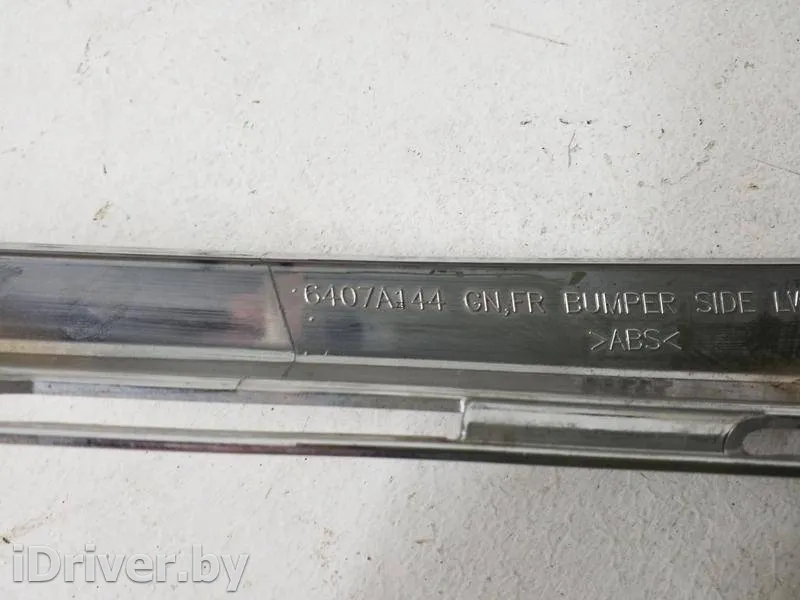 6407A144 GN,FR BUMPER SIDE
>ABS<
iDriver.by